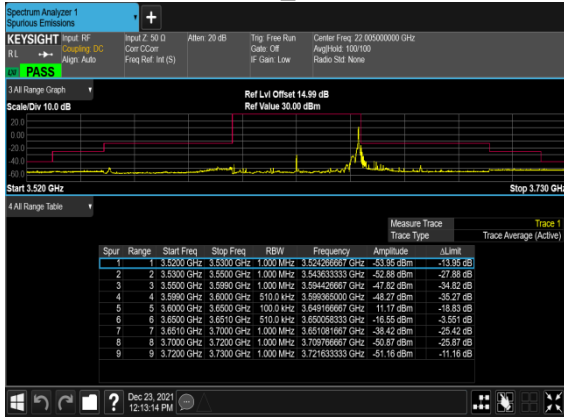 Spectrum Analyzer 1
Spurious Emissions
+
KEYSIGHT Input: RF Input Z: 50 Ω Atten: 20 dB Trig: Free Run Center Freq: 22.005000000 GHz
RL Coupling: DC Corr CCorr Gate: Off Avg|Hold: 100/100
Align: Auto Freq Ref: Int (S) IF Gain: Low Radio Std: None
PASS
3 All Range Graph
Ref Lvl Offset 14.99 dB
Scale/Div 10.0 dB Ref Value 30.00 dBm
20.0
0.00
-20.0
-40.0
-60.0
Start 3.520 GHz Stop 3.730 GHz
4 All Range Table
Measure Trace Trace 1
Trace Type Trace Average (Active)
Spur Range Start Freq Stop Freq RBW Frequency Amplitude ΔLimit
1 1 3.5200 GHz 3.5300 GHz 1.000 MHz 3.524266667 GHz -53.95 dBm -13.95 dB
2 2 3.5300 GHz 3.5500 GHz 1.000 MHz 3.543633333 GHz -52.88 dBm -27.88 dB
3 3 3.5500 GHz 3.5990 GHz 1.000 MHz 3.594426667 GHz -47.82 dBm -34.82 dB
4 4 3.5990 GHz 3.6000 GHz 510.0 kHz 3.599365000 GHz -48.27 dBm -35.27 dB
5 5 3.6000 GHz 3.6500 GHz 100.0 kHz 3.649166667 GHz 11.17 dBm -18.83 dB
6 6 3.6500 GHz 3.6510 GHz 510.0 kHz 3.650058333 GHz -16.55 dBm -3.551 dB
7 7 3.6510 GHz 3.7000 GHz 1.000 MHz 3.651081667 GHz -38.42 dBm -25.42 dB
8 8 3.7000 GHz 3.7200 GHz 1.000 MHz 3.709766667 GHz -50.87 dBm -25.87 dB
9 9 3.7200 GHz 3.7300 GHz 1.000 MHz 3.721633333 GHz -51.16 dBm -11.16 dB
? Dec 23, 2021
12:13:14 PM